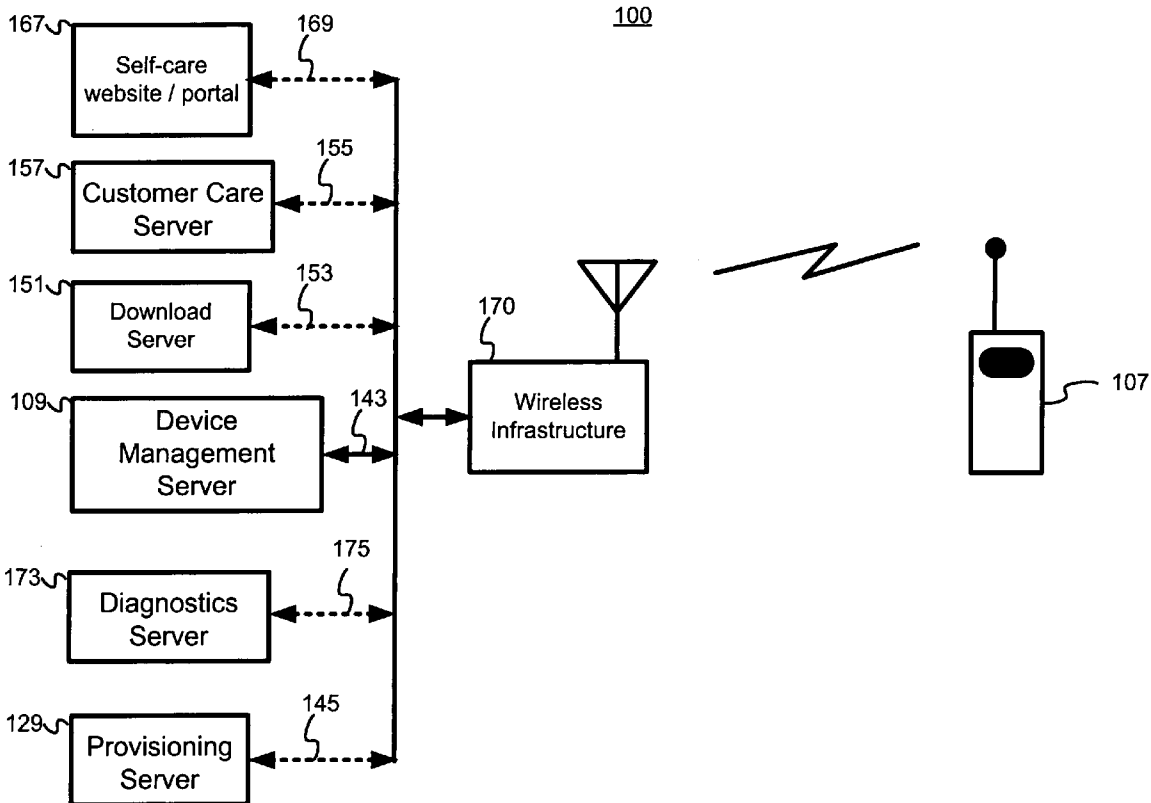 100
167
169
Self-care
website / portal
157
155
Customer Care
Server
151
153
Download
Server
170
Wireless
Infrastructure
107
109
143
Device
Management
Server
173
175
Diagnostics
Server
129
145
Provisioning
Server